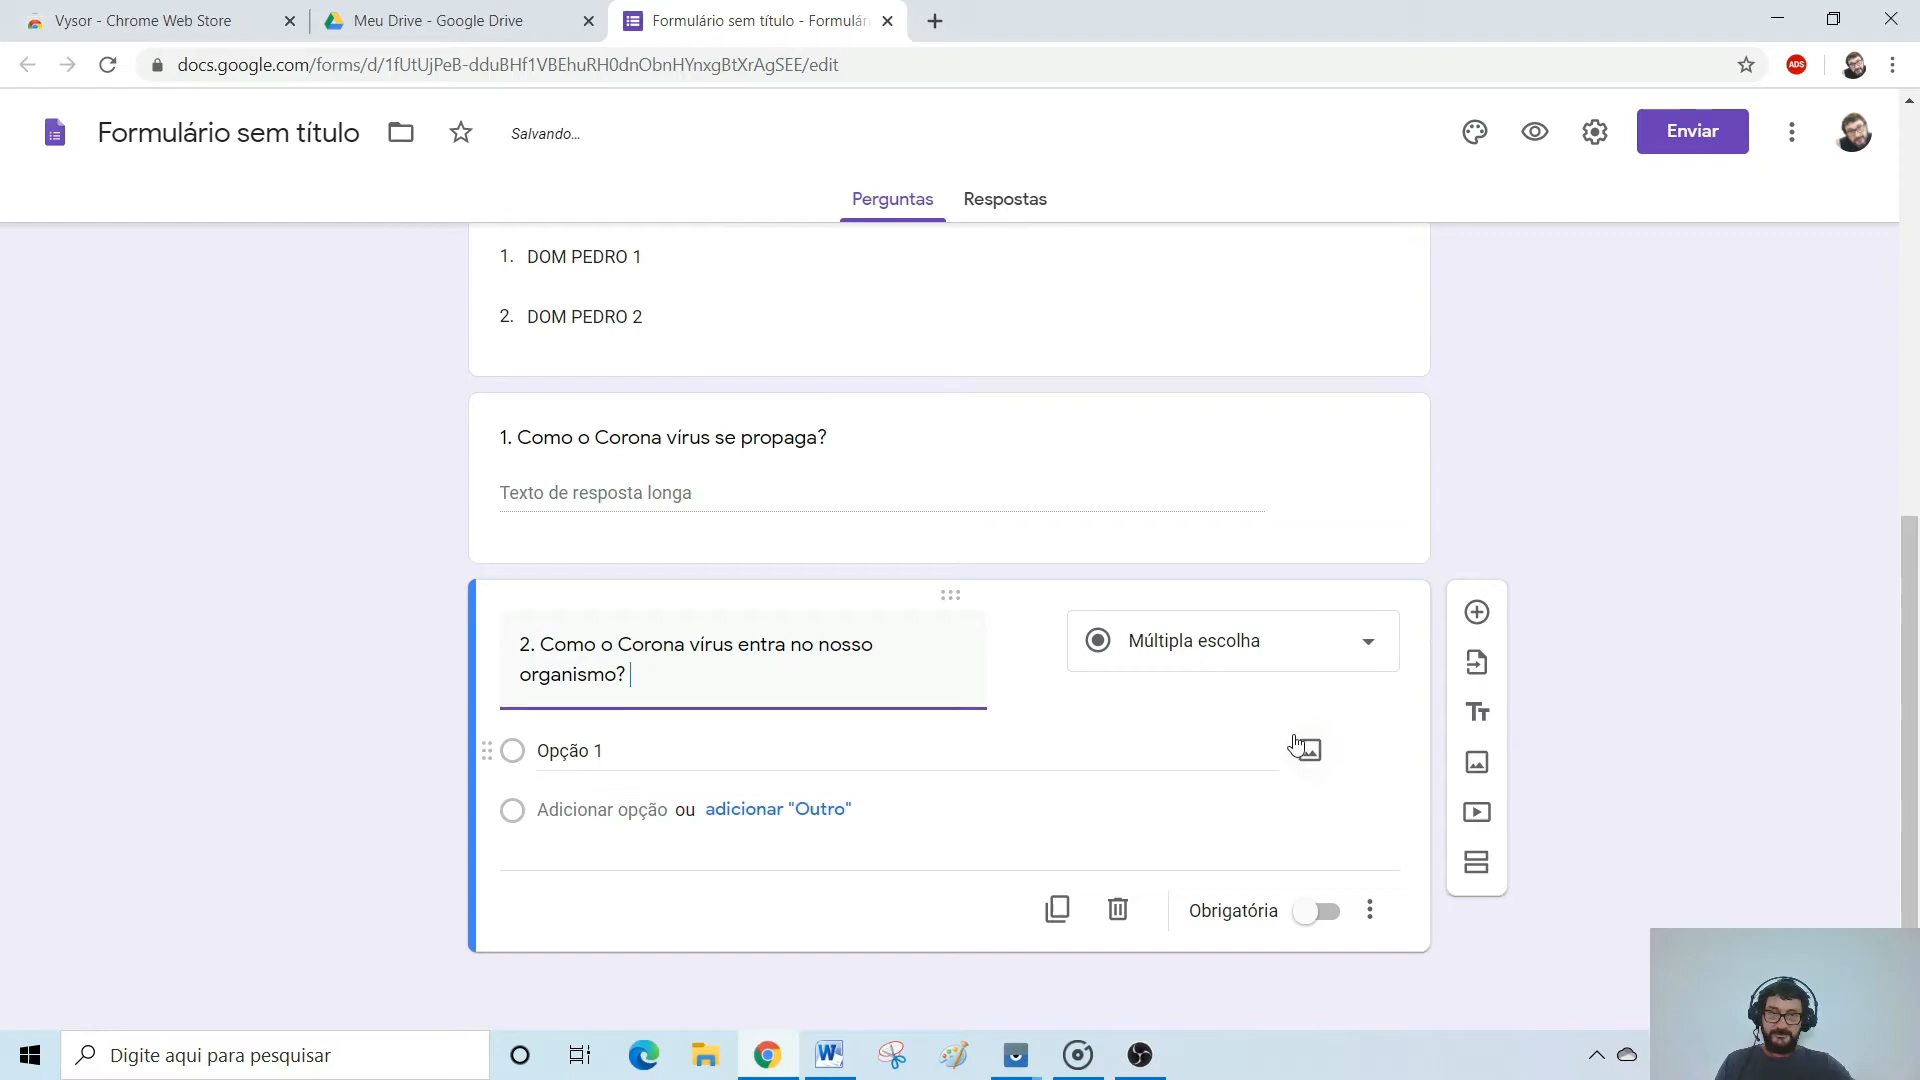 Vysor - Chrome Web Store
Meu Drive - Google Drive
Formulário sem título - Formulár
docs.google.com/forms/d/1fUtUjPeB-dduBHf1VBEhuRH0dnObnHYnxgBtXrAgSEE/edit
ADS
Formulário sem título
Salvando...
Enviar
Perguntas
Respostas
1. DOM PEDRO 1
2. DOM PEDRO 2
1. Como o Corona vírus se propaga?
Texto de resposta longa
2. Como o Corona vírus entra no nosso
organismo?
Múltipla escolha
Opção 1
Adicionar opção ou adicionar "Outro"
Obrigatória
Digite aqui para pesquisar